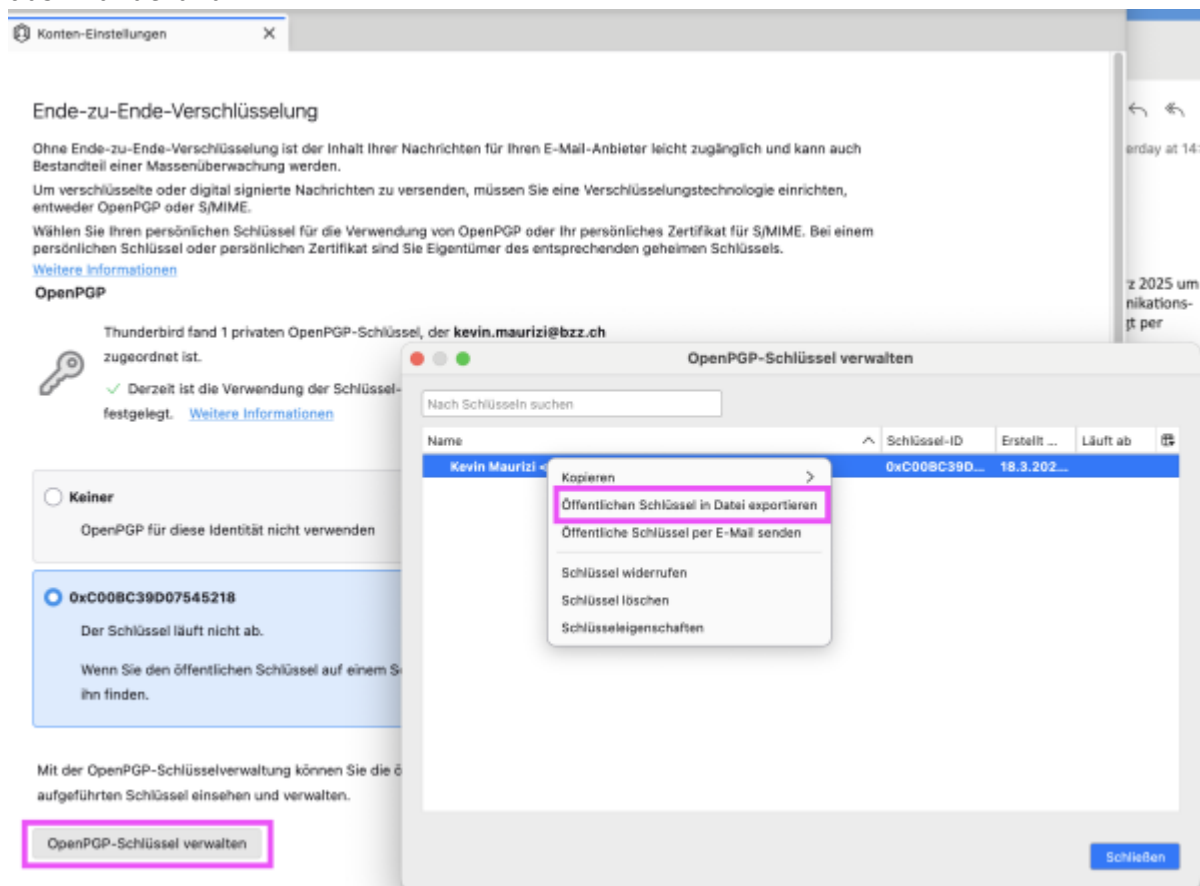 Konten-Einstellungen
Ende-zu-Ende-Verschlüsselung
Ohne Ende-zu-Ende-Verschlüsselung ist der Inhalt Ihrer Nachrichten für Ihren E-Mail-Anbieter leicht zugänglich und kann auch
Bestandteil einer Massenüberwachung werden.
erday at 14:
Um verschlüsselte oder digital signierte Nachrichten zu versenden, müssen Sie eine Verschlüsselungstechnologie einrichten,
entweder OpenPGP oder S/MIME.
Wählen Sie Ihren persönlichen Schlüssel für die Verwendung von OpenPGP oder Ihr persönliches Zertifikat für S/MIME. Bei einem
persönlichen Schlüssel oder persönlichen Zertifikat sind Sie Eigentümer des entsprechenden geheimen Schlüssels.
Weitere Informationen
OpenPGP
z 2025 um
nikations-
gt per
Thunderbird fand 1 privaten OpenPGP-Schlüssel, der kevin.maurizi@bzz.ch
zugeordnet ist.
Derzeit ist die Verwendung der Schlüssel-
festgelegt. Weitere Informationen
Keiner
OpenPGP für diese Identität nicht verwenden
0xC00BC39D07545218
Der Schlüssel läuft nicht ab.
Wenn Sie den öffentlichen Schlüssel auf einem S
ihn finden.
Mit der OpenPGP-Schlüsselverwaltung können Sie die ö
aufgeführten Schlüssel einsehen und verwalten.
OpenPGP-Schlüssel verwalten
OpenPGP-Schlüssel verwalten
Nach Schlüsseln suchen
Name Schlüssel-ID Erstellt ... Läuft ab
Kevin Maurizi < 0xC00BC39D... 18.3.202...
Kopieren
Öffentlichen Schlüssel in Datei exportieren
Öffentliche Schlüssel per E-Mail senden
Schlüssel widerrufen
Schlüssel löschen
Schlüsseleigenschaften
Schließen